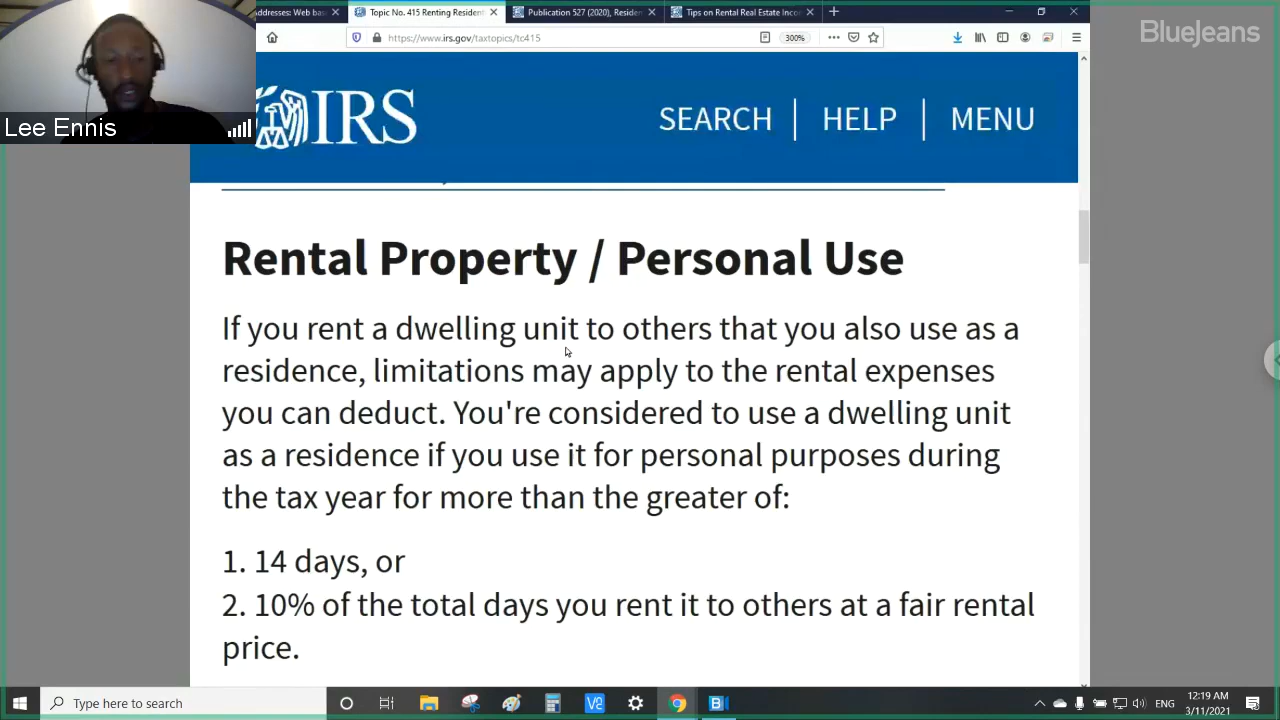 Addresses: Web bas
Topic No. 415 Renting Residen
Publication 527 (2020), Residen
Tips on Rental Real Estate Inco
BlueJeans
https://www.irs.gov/taxtopics/tc415
300%
Lee Ennis
IRS
SEARCH
HELP
MENU
Rental Property / Personal Use
If you rent a dwelling unit to others that you also use as a
residence, limitations may apply to the rental expenses
you can deduct. You're considered to use a dwelling unit
as a residence if you use it for personal purposes during
the tax year for more than the greater of:
1. 14 days, or
2. 10% of the total days you rent it to others at a fair rental
price.
Type here to search
ENG
12:19 AM
3/11/2021